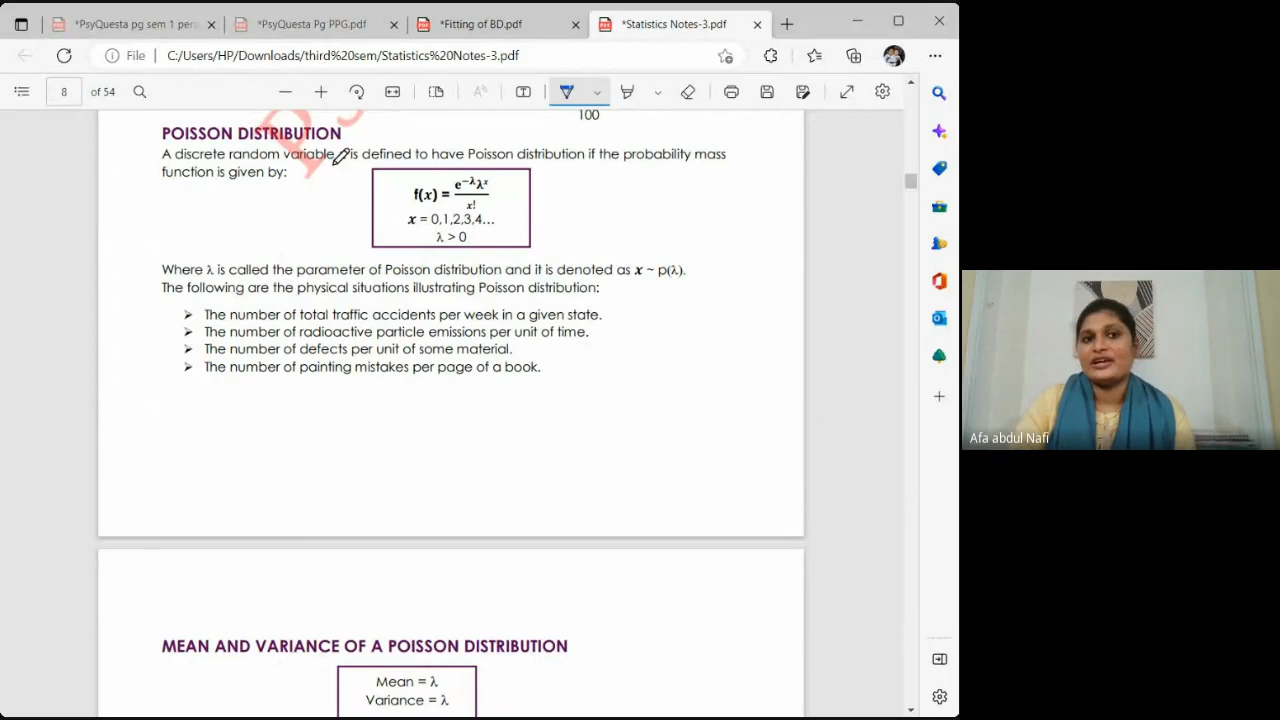 *PsyQuesta pg sem 1 pers
*PsyQuesta Pg PPG.pdf
*Fitting of BD.pdf
*Statistics Notes-3.pdf
File
C:/Users/HP/Downloads/third%20sem/Statistics%20Notes-3.pdf
8 of 54
100
POISSON DISTRIBUTION
A discrete random variable is defined to have Poisson distribution if the probability mass
function is given by:
f(x) = e^−λ λ^x / x!
x = 0,1,2,3,4...
λ > 0
Where λ is called the parameter of Poisson distribution and it is denoted as x ~ p(λ).
The following are the physical situations illustrating Poisson distribution:
➢ The number of total traffic accidents per week in a given state.
➢ The number of radioactive particle emissions per unit of time.
➢ The number of defects per unit of some material.
➢ The number of painting mistakes per page of a book.
MEAN AND VARIANCE OF A POISSON DISTRIBUTION
Mean = λ
Variance = λ
Afa abdul Nafi